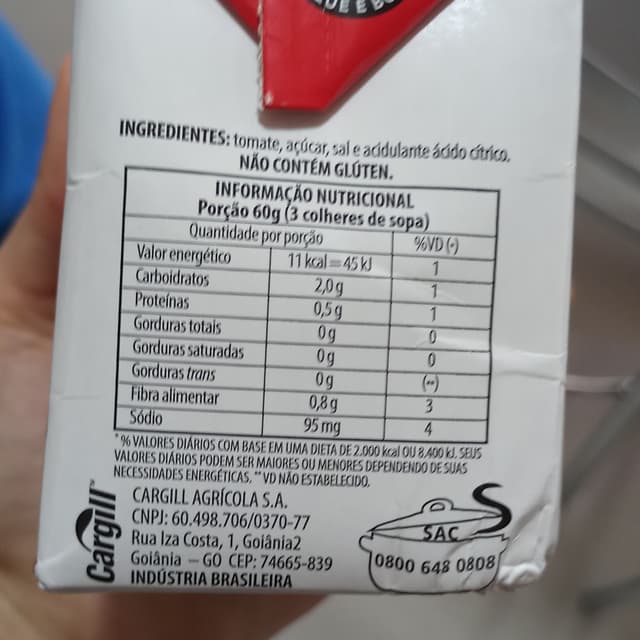 INGREDIENTES: tomate, açúcar, sal e acidulante ácido cítrico.
NÃO CONTÉM GLÚTEN.
INFORMAÇÃO NUTRICIONAL
Porção 60g (3 colheres de sopa)
Quantidade por porção %VD (*)
Valor energético 11 kcal = 45 kJ 1
Carboidratos 2,0 g 1
Proteínas 0,5 g 1
Gorduras totais 0 g 0
Gorduras saturadas 0 g 0
Gorduras trans 0 g (**)
Fibra alimentar 0,8 g 3
Sódio 95 mg 4
*% VALORES DIÁRIOS COM BASE EM UMA DIETA DE 2.000 kcal OU 8.400 kJ. SEUS
VALORES DIÁRIOS PODEM SER MAIORES OU MENORES DEPENDENDO DE SUAS
NECESSIDADES ENERGÉTICAS. ** VD NÃO ESTABELECIDO.
Cargill™
CARGILL AGRÍCOLA S.A.
CNPJ: 60.498.706/0370-77
Rua Iza Costa, 1, Goiânia2
Goiânia – GO CEP: 74665-839
INDÚSTRIA BRASILEIRA
SAC
0800 648 0808